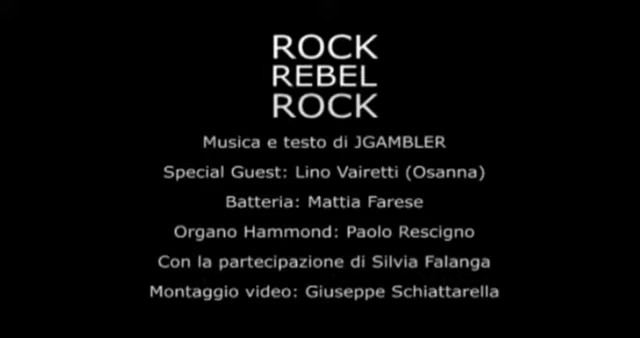 ROCK
REBEL
ROCK
Musica e testo di JGAMBLER
Special Guest: Lino Vairetti (Osanna)
Batteria: Mattia Farese
Organo Hammond: Paolo Rescigno
Con la partecipazione di Silvia Falanga
Montaggio video: Giuseppe Schiattarella